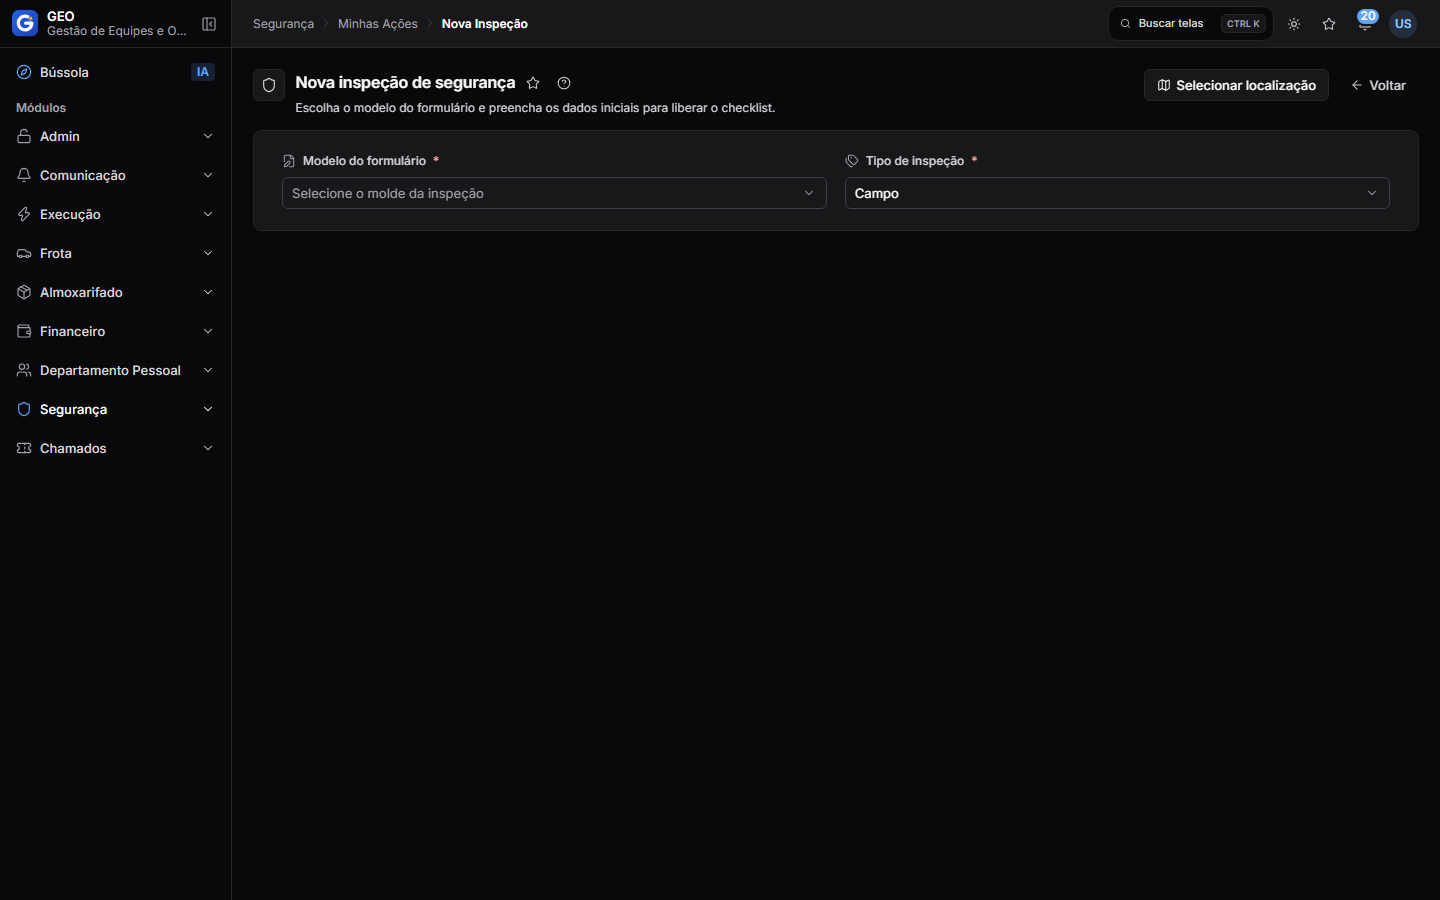 GEO
Gestão de Equipes e O...
Segurança
Minhas Ações
Nova Inspeção
Buscar telas
CTRL K
20
US
Bússola
IA
Módulos
Admin
Comunicação
Execução
Frota
Almoxarifado
Financeiro
Departamento Pessoal
Segurança
Chamados
Nova inspeção de segurança
Escolha o modelo do formulário e preencha os dados iniciais para liberar o checklist.
Selecionar localização
Voltar
Modelo do formulário *
Selecione o molde da inspeção
Tipo de inspeção *
Campo